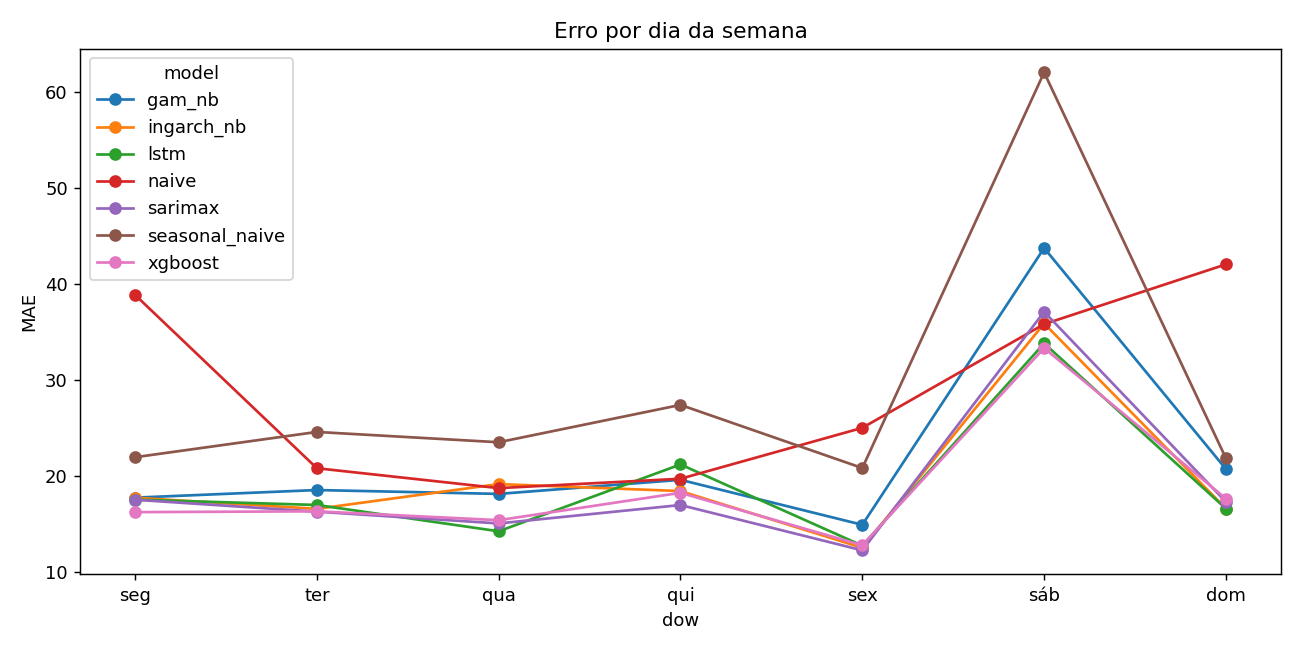 Erro por dia da semana
model
gam_nb
ingarch_nb
lstm
naive
sarimax
seasonal_naive
xgboost
60
50
40
30
20
10
MAE
seg ter qua qui sex sáb dom
dow